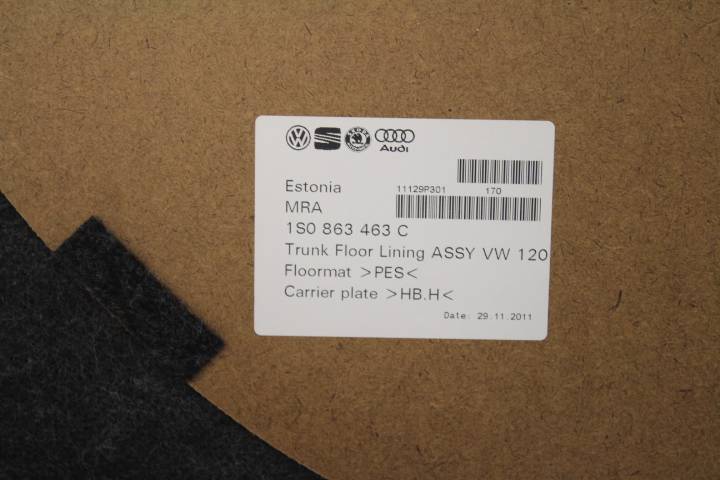 Audi
Estonia 11129P301 170
MRA
1S0 863 463 C
Trunk Floor Lining ASSY VW 120
Floormat >PES<
Carrier plate >HB.H<
Date: 29.11.2011